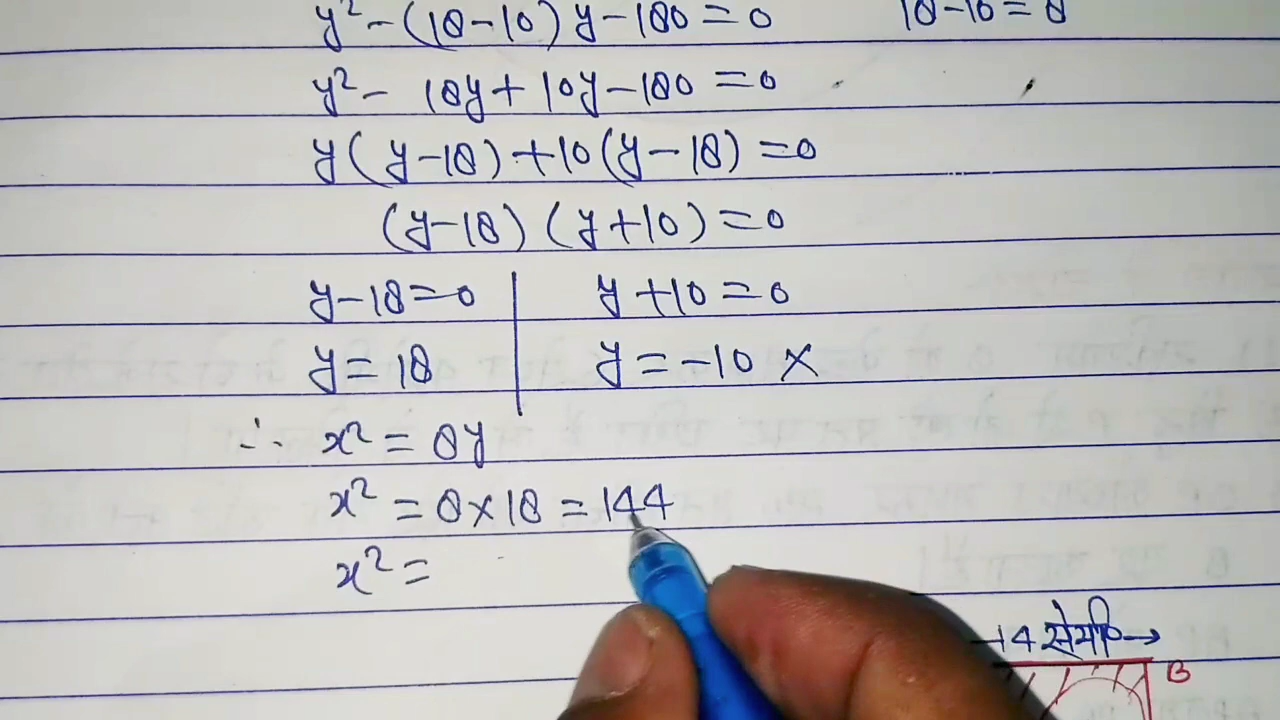 y² - (18-10) y - 180 = 0
18-10 = 8
y² - 18y + 10y - 180 = 0
y (y-18) + 10 (y-18) = 0
(y-18) (y+10) = 0
y-18=0
y+10=0
y = 18
y = -10 ×
∴ x² = 8y
x² = 8×18 = 144
x² =
14 सेमी
B